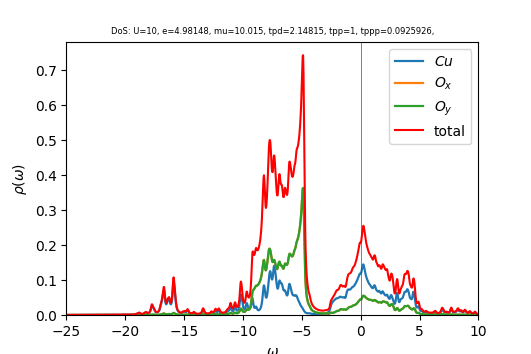 DoS: U=10, e=4.98148, mu=10.015, tpd=2.14815, tpp=1, tppp=0.0925926,
Cu
O_x
O_y
total
ρ(ω)
0.7
0.6
0.5
0.4
0.3
0.2
0.1
0.0
−25 −20 −15 −10 −5 0 5 10
ω